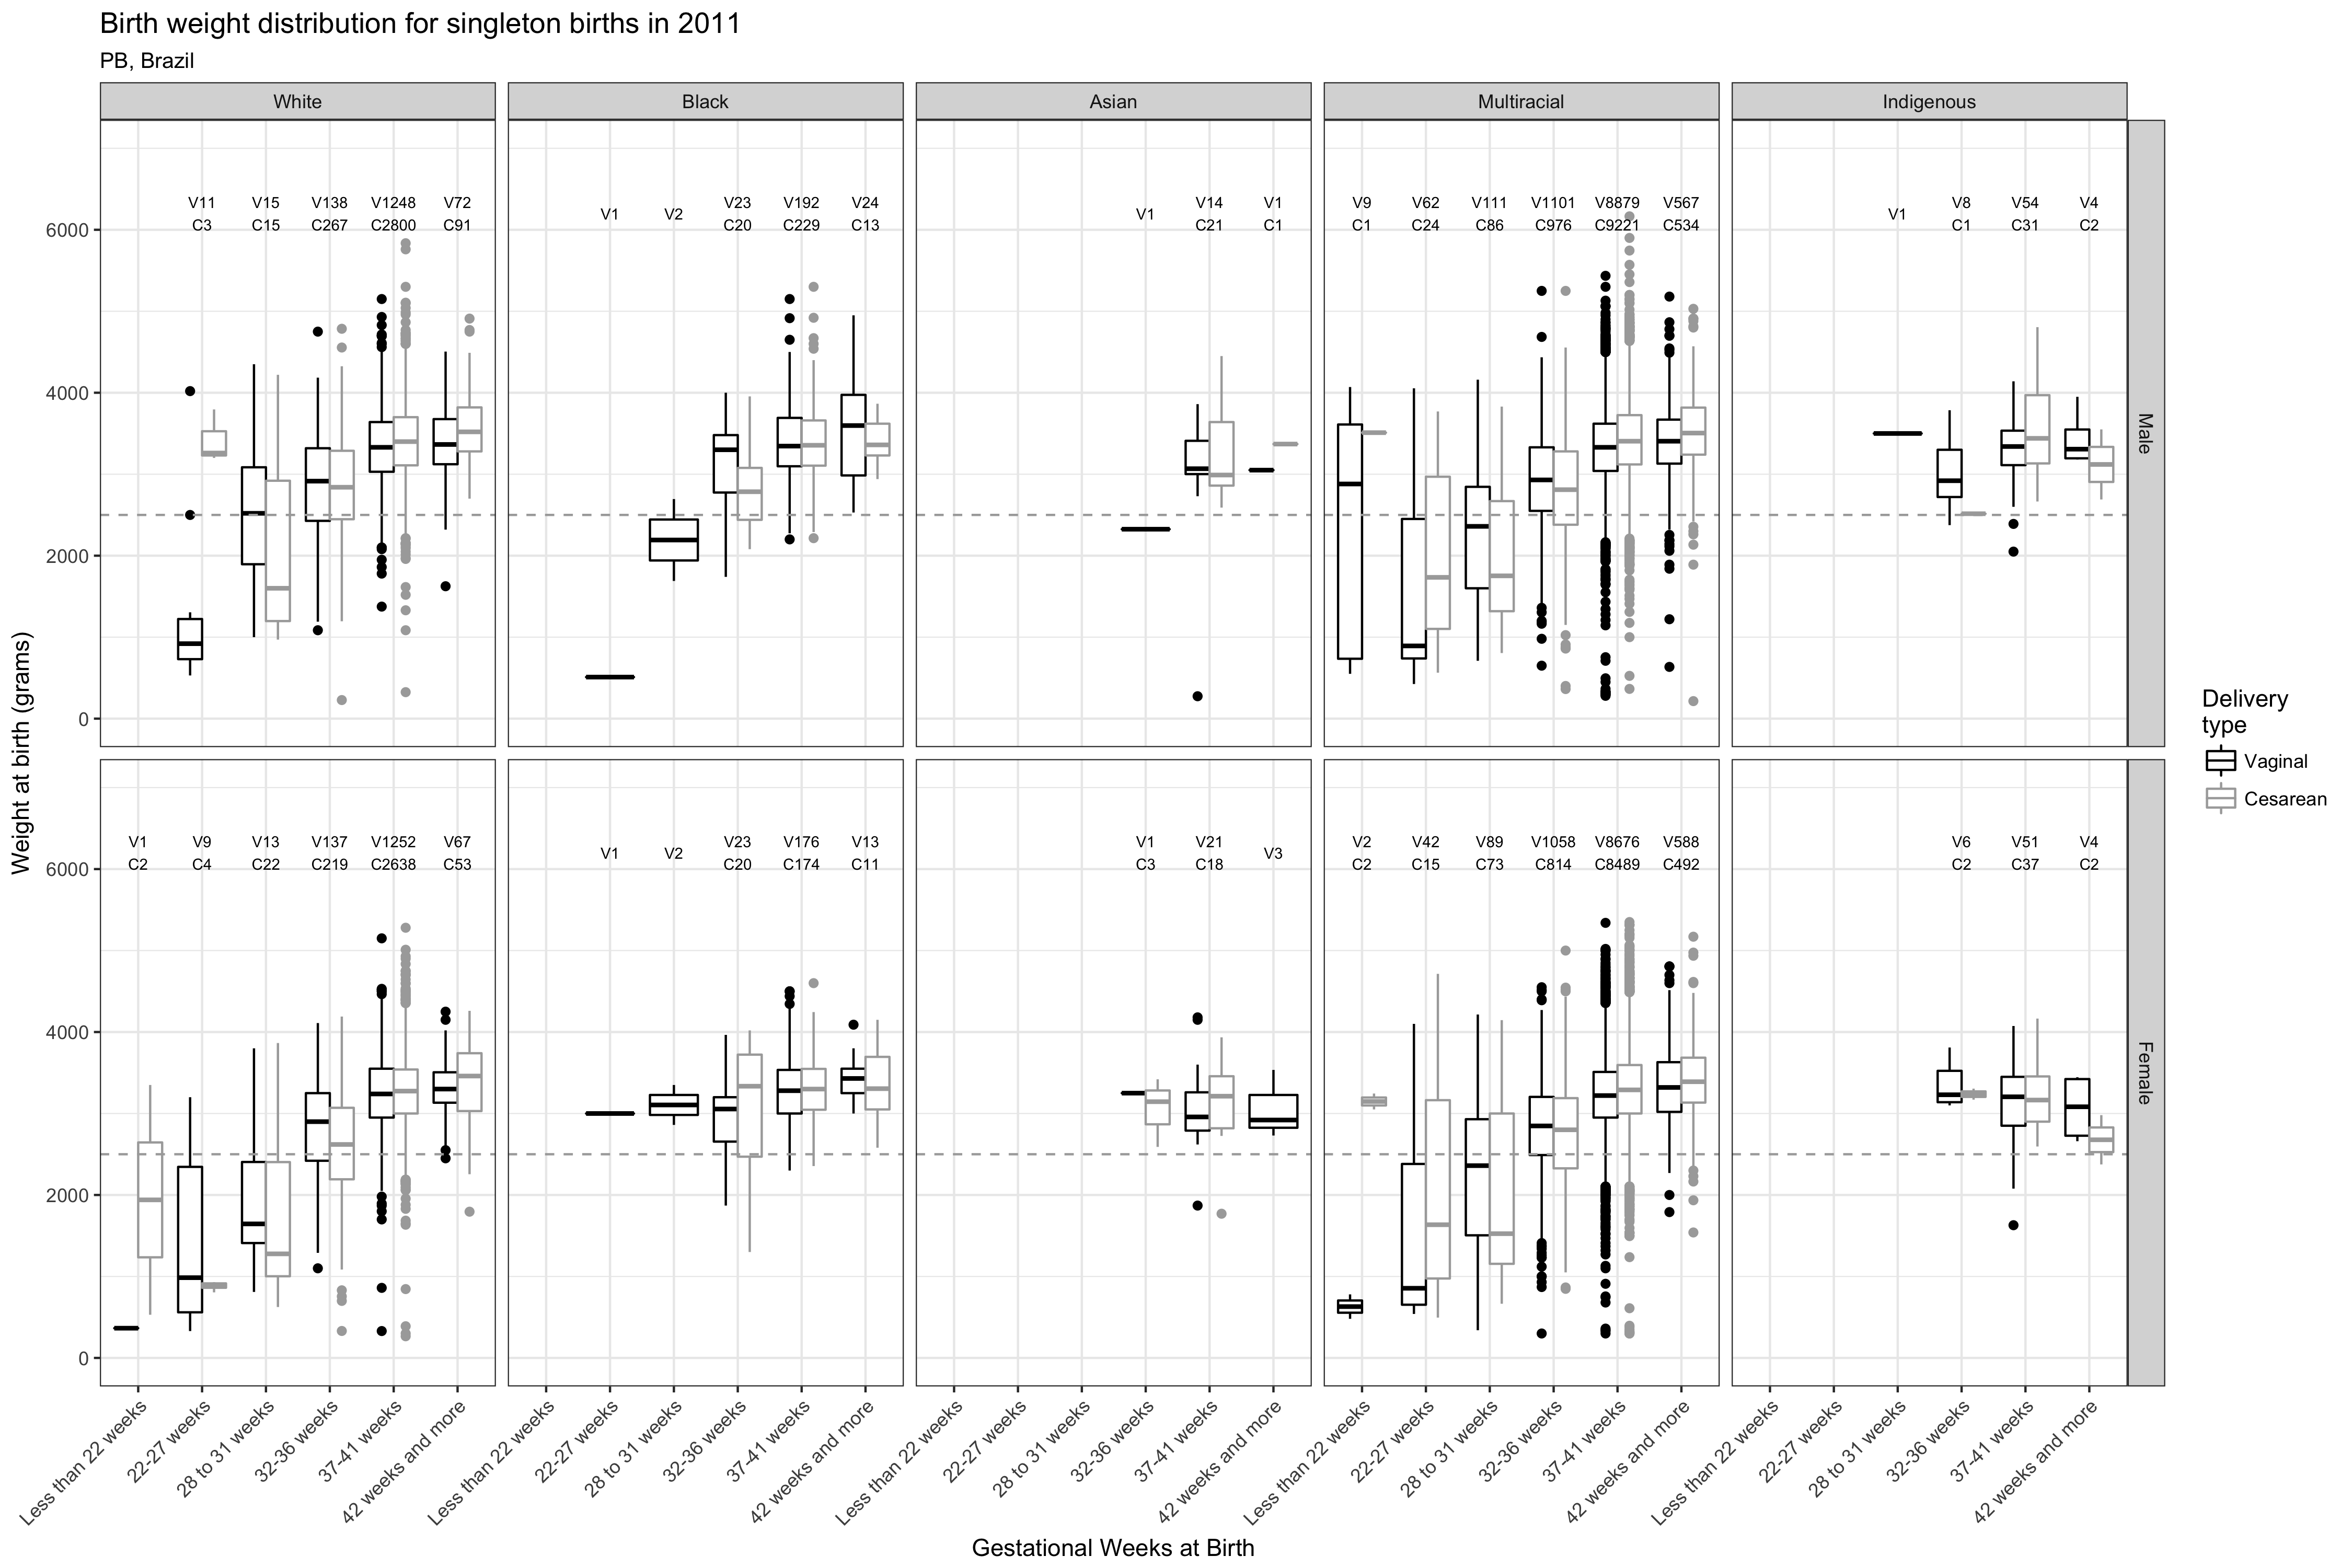 Birth weight distribution for singleton births in 2011
PB, Brazil
White
Black
Asian
Multiracial
Indigenous
Weight at birth (grams)
6000
4000
2000
0
V11 V15 V138 V1248 V72
C3 C15 C267 C2800 C91
V1 V2 V23 V192 V24
C20 C229 C13
V1 V14 V1
C21 C1
V9 V62 V111 V1101 V8879 V567
C1 C24 C86 C976 C9221 C534
V1 V8 V54 V4
C1 C31 C2
Male
6000
4000
2000
0
V1 V9 V13 V137 V1252 V67
C2 C4 C22 C219 C2638 C53
V1 V2 V23 V176 V13
C20 C174 C11
V1 V21 V3
C3 C18
V2 V42 V89 V1058 V8676 V588
C2 C15 C73 C814 C8489 C492
V6 V51 V4
C2 C37 C2
Female
Less than 22 weeks
22-27 weeks
28 to 31 weeks
32-36 weeks
37-41 weeks
42 weeks and more
Less than 22 weeks
22-27 weeks
28 to 31 weeks
32-36 weeks
37-41 weeks
42 weeks and more
Less than 22 weeks
22-27 weeks
28 to 31 weeks
32-36 weeks
37-41 weeks
42 weeks and more
Less than 22 weeks
22-27 weeks
28 to 31 weeks
32-36 weeks
37-41 weeks
42 weeks and more
Less than 22 weeks
22-27 weeks
28 to 31 weeks
32-36 weeks
37-41 weeks
42 weeks and more
Gestational Weeks at Birth
Delivery
type
Vaginal
Cesarean